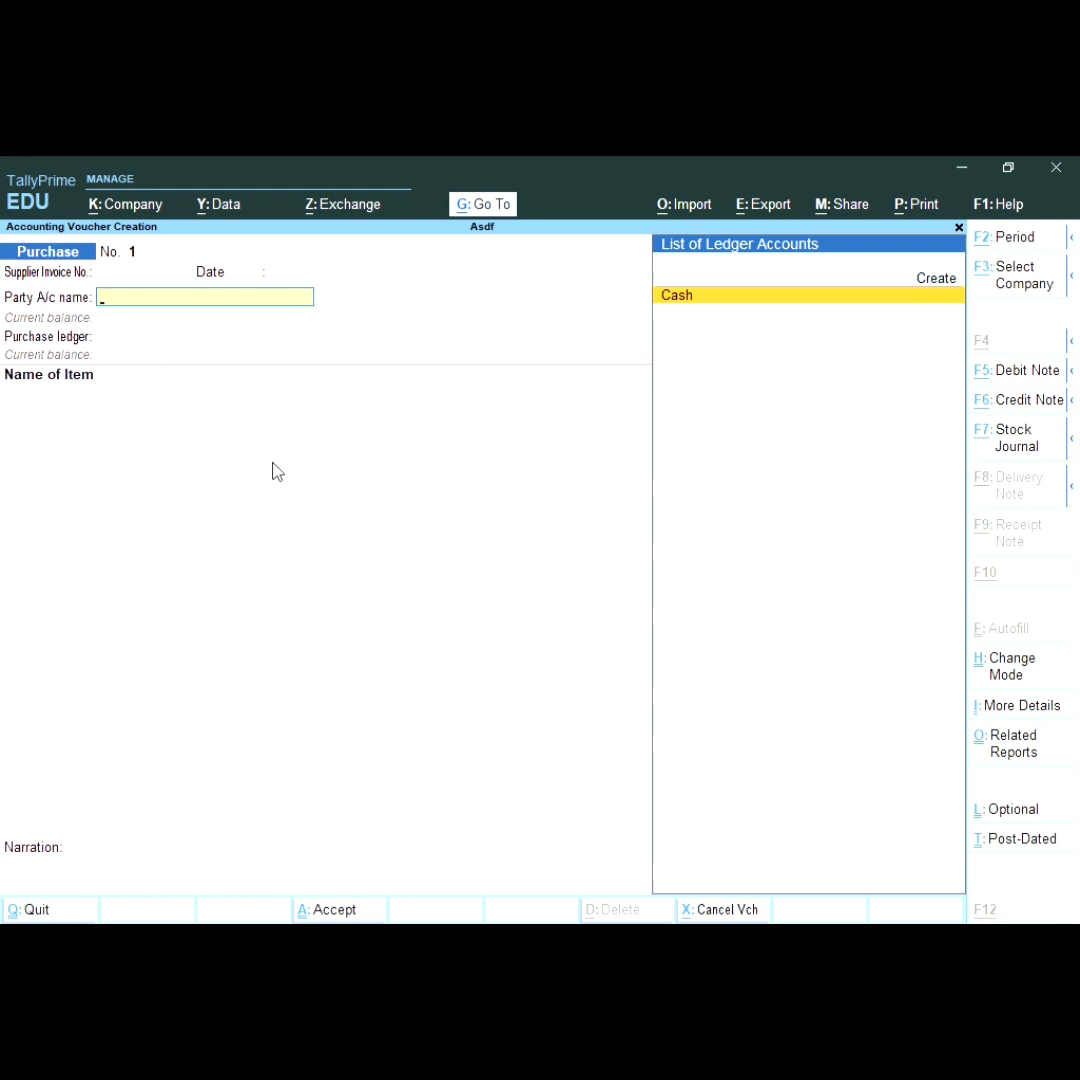 TallyPrime MANAGE
EDU K: Company Y: Data Z: Exchange G: Go To O: Import E: Export M: Share P: Print F1: Help
Accounting Voucher Creation Asdf
Purchase No. 1
Supplier Invoice No.: Date :
Party A/c name:
Current balance:
Purchase ledger:
Current balance:
Name of Item
Narration:
List of Ledger Accounts
Create
Cash
F2: Period
F3: Select
Company
F4
F5: Debit Note
F6: Credit Note
F7: Stock
Journal
F8: Delivery
Note
F9: Receipt
Note
F10
E: Autofill
H: Change
Mode
I: More Details
O: Related
Reports
L: Optional
T: Post-Dated
F12
Q: Quit A: Accept D: Delete X: Cancel Vch